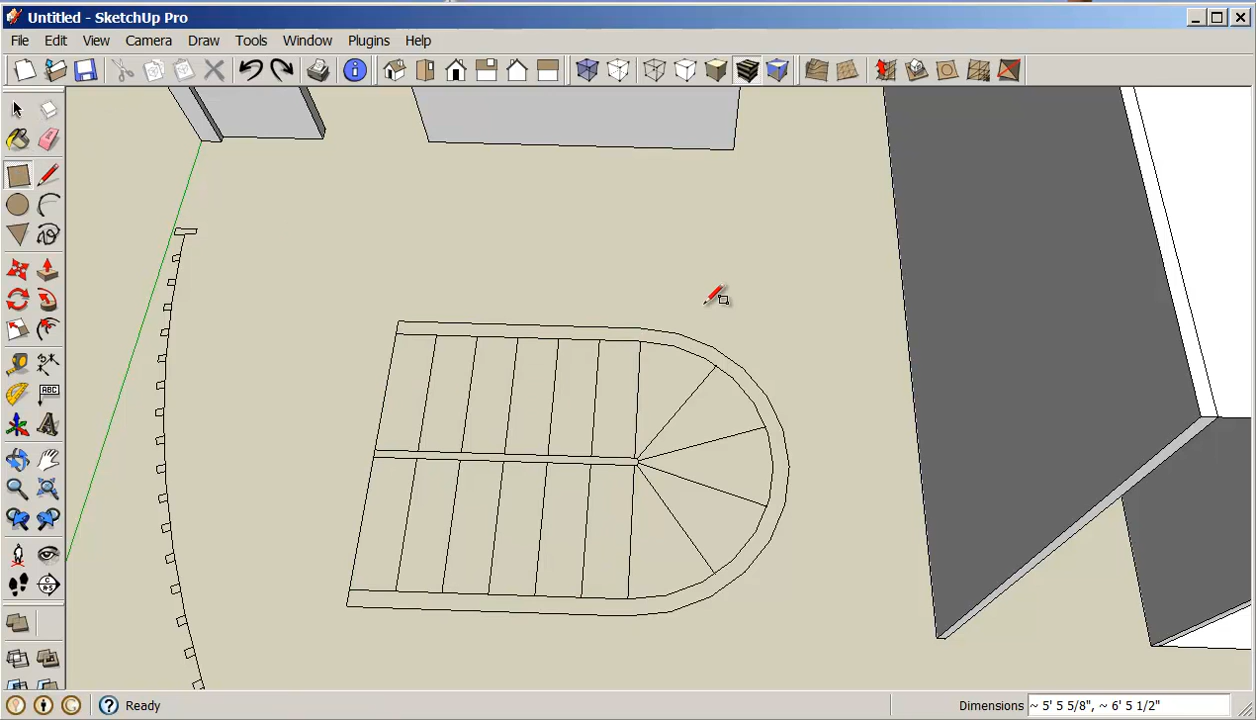 Untitled - SketchUp Pro
File Edit View Camera Draw Tools Window Plugins Help
ABC
Ready
Dimensions ~ 5' 5 5/8", ~ 6' 5 1/2"